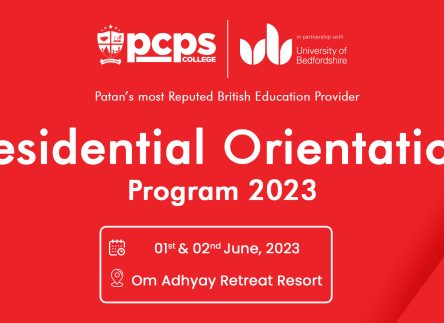 pcps
COLLEGE
in partnership with
University of
Bedfordshire
Patan's most Reputed British Education Provider
esidential Orientatio
Program 2023
01st & 02nd June, 2023
Om Adhyay Retreat Resort